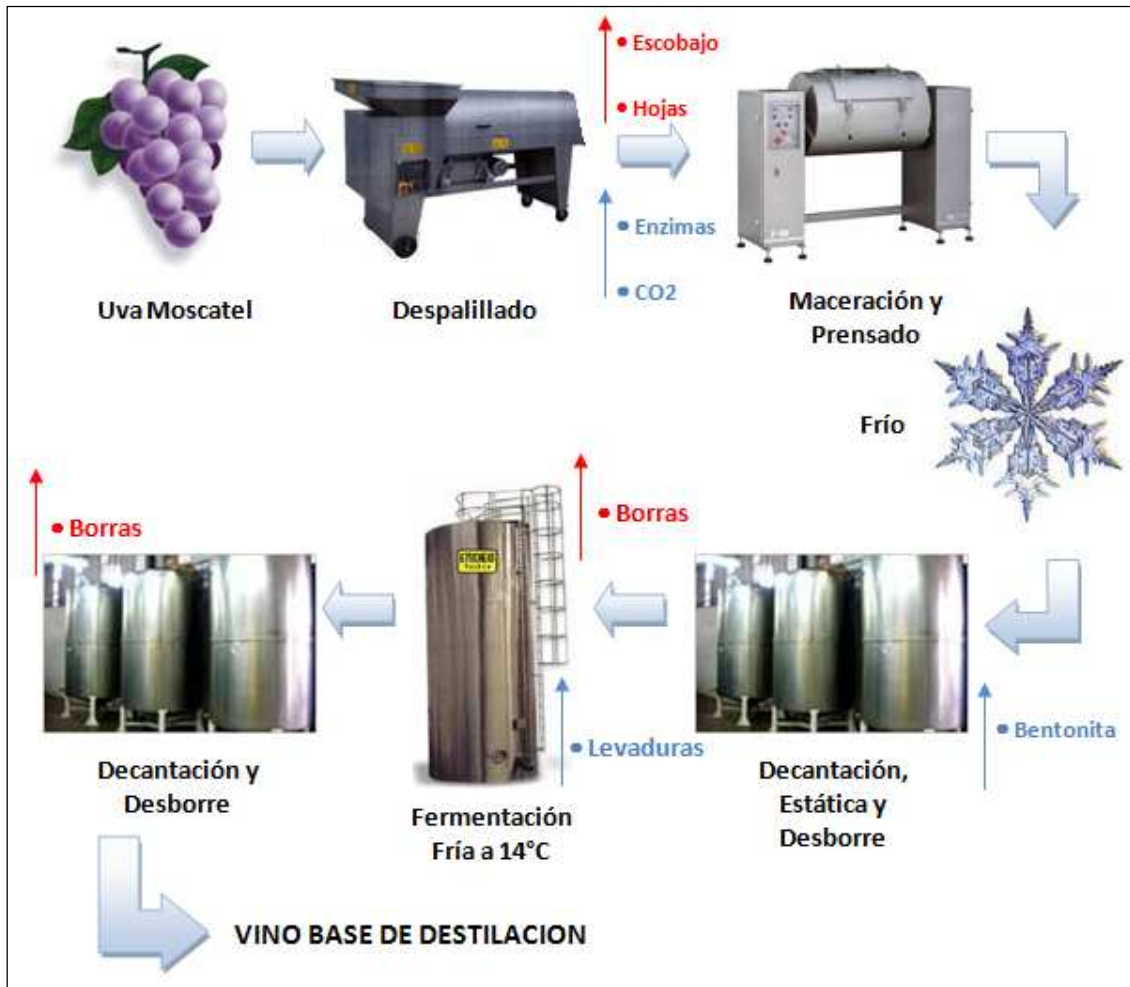 • Escobajo
• Hojas
• Enzimas
• CO2
Uva Moscatel
Despalillado
Maceración y
Prensado
Frío
• Borras
• Borras
• Levaduras
• Bentonita
Decantación y
Desborre
Fermentación
Fría a 14°C
Decantación,
Estática y
Desborre
VINO BASE DE DESTILACION